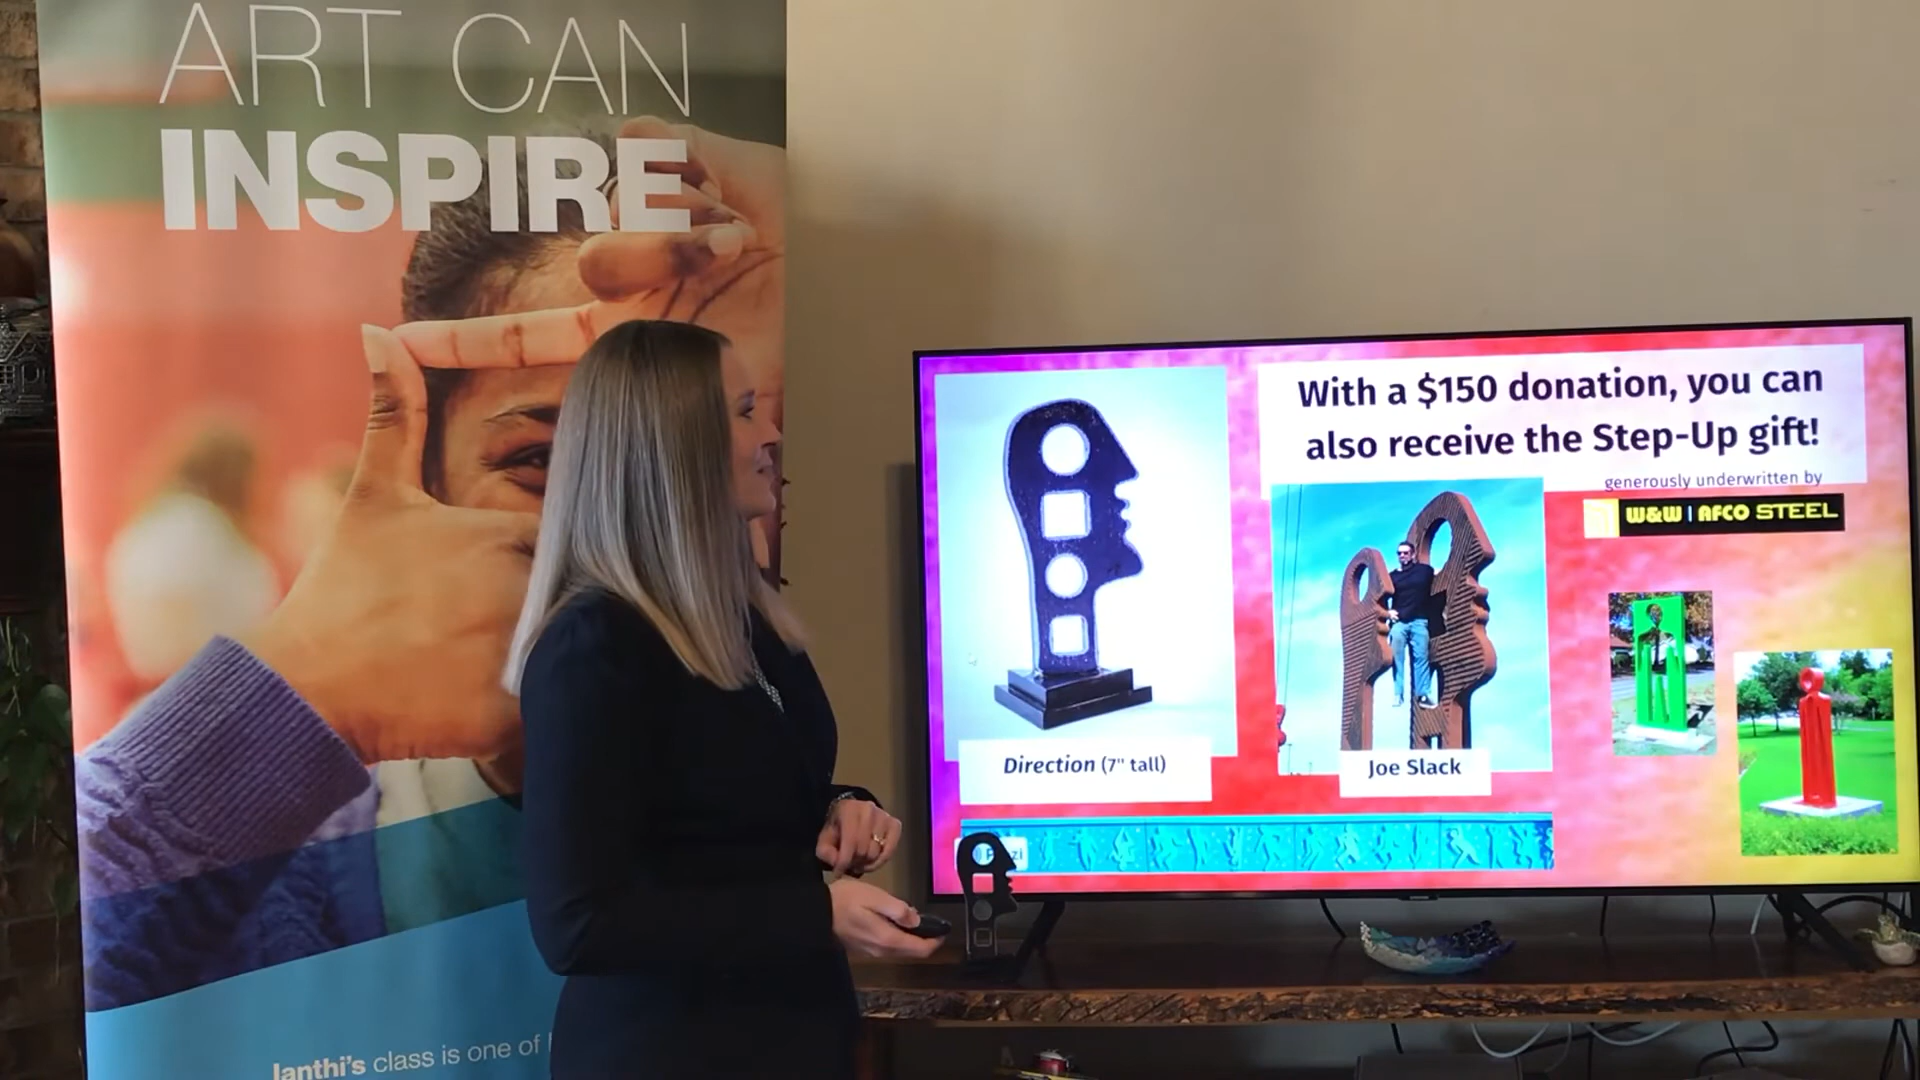 ART CAN
INSPIRE
With a $150 donation, you can
also receive the Step-Up gift!
generously underwritten by
W&W | AFCO STEEL
Direction (7" tall)
Joe Slack
Ianthi's class is one of